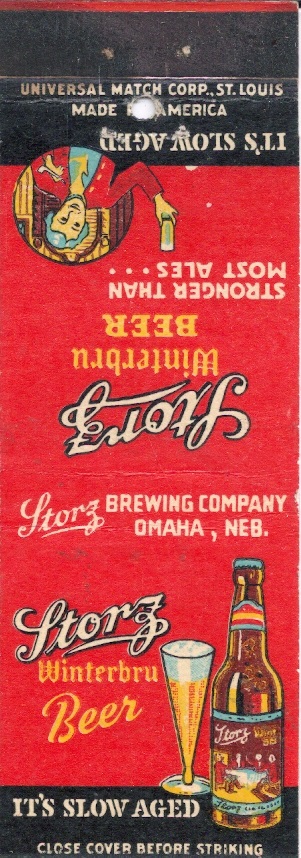 UNIVERSAL MATCH CORP., ST. LOUIS
MADE IN AMERICA
IT'S SLOW AGED
STRONGER THAN
MOST ALES...
Storz
Winterbru
BEER
Storz BREWING COMPANY
OMAHA, NEB.
Storz
Winterbru
Beer
Storz
IT'S SLOW AGED
CLOSE COVER BEFORE STRIKING